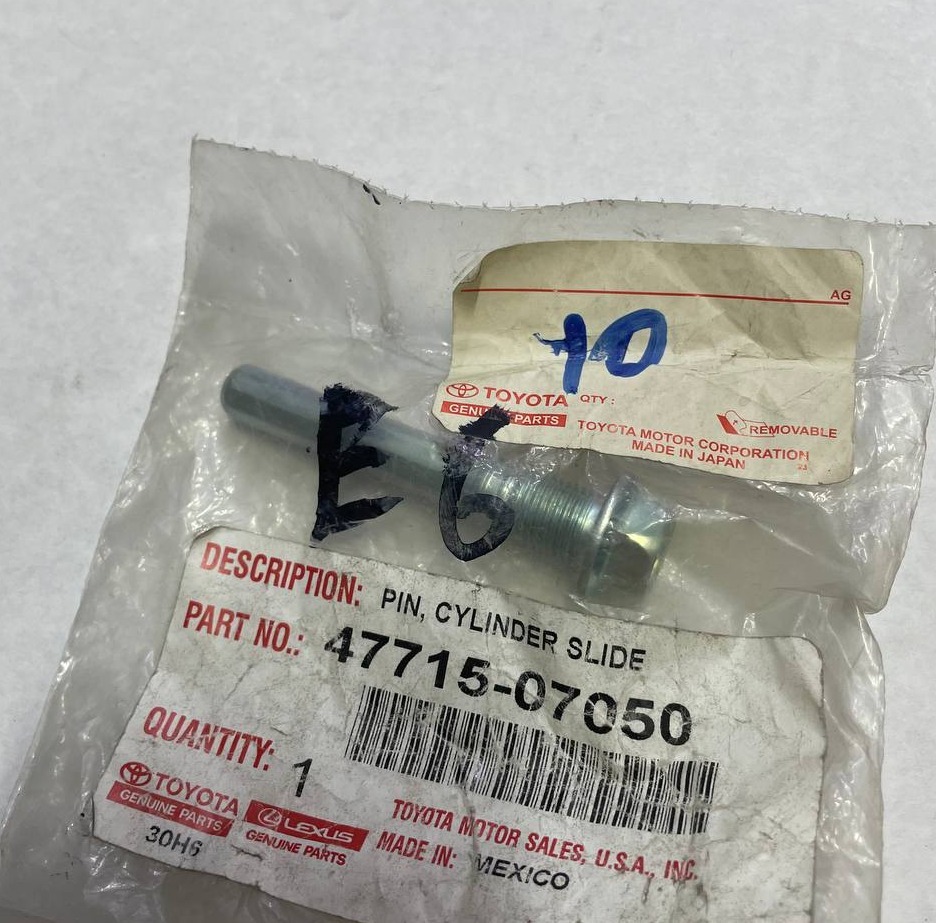 AG
10
TOYOTA QTY :
GENUINE PARTS
REMOVABLE
TOYOTA MOTOR CORPORATION
MADE IN JAPAN
E6
DESCRIPTION: PIN, CYLINDER SLIDE
PART NO.: 47715-07050
QUANTITY: 1
TOYOTA
GENUINE PARTS
LEXUS
GENUINE PARTS
30H6
TOYOTA MOTOR SALES, U.S.A., INC.
MADE IN: MEXICO